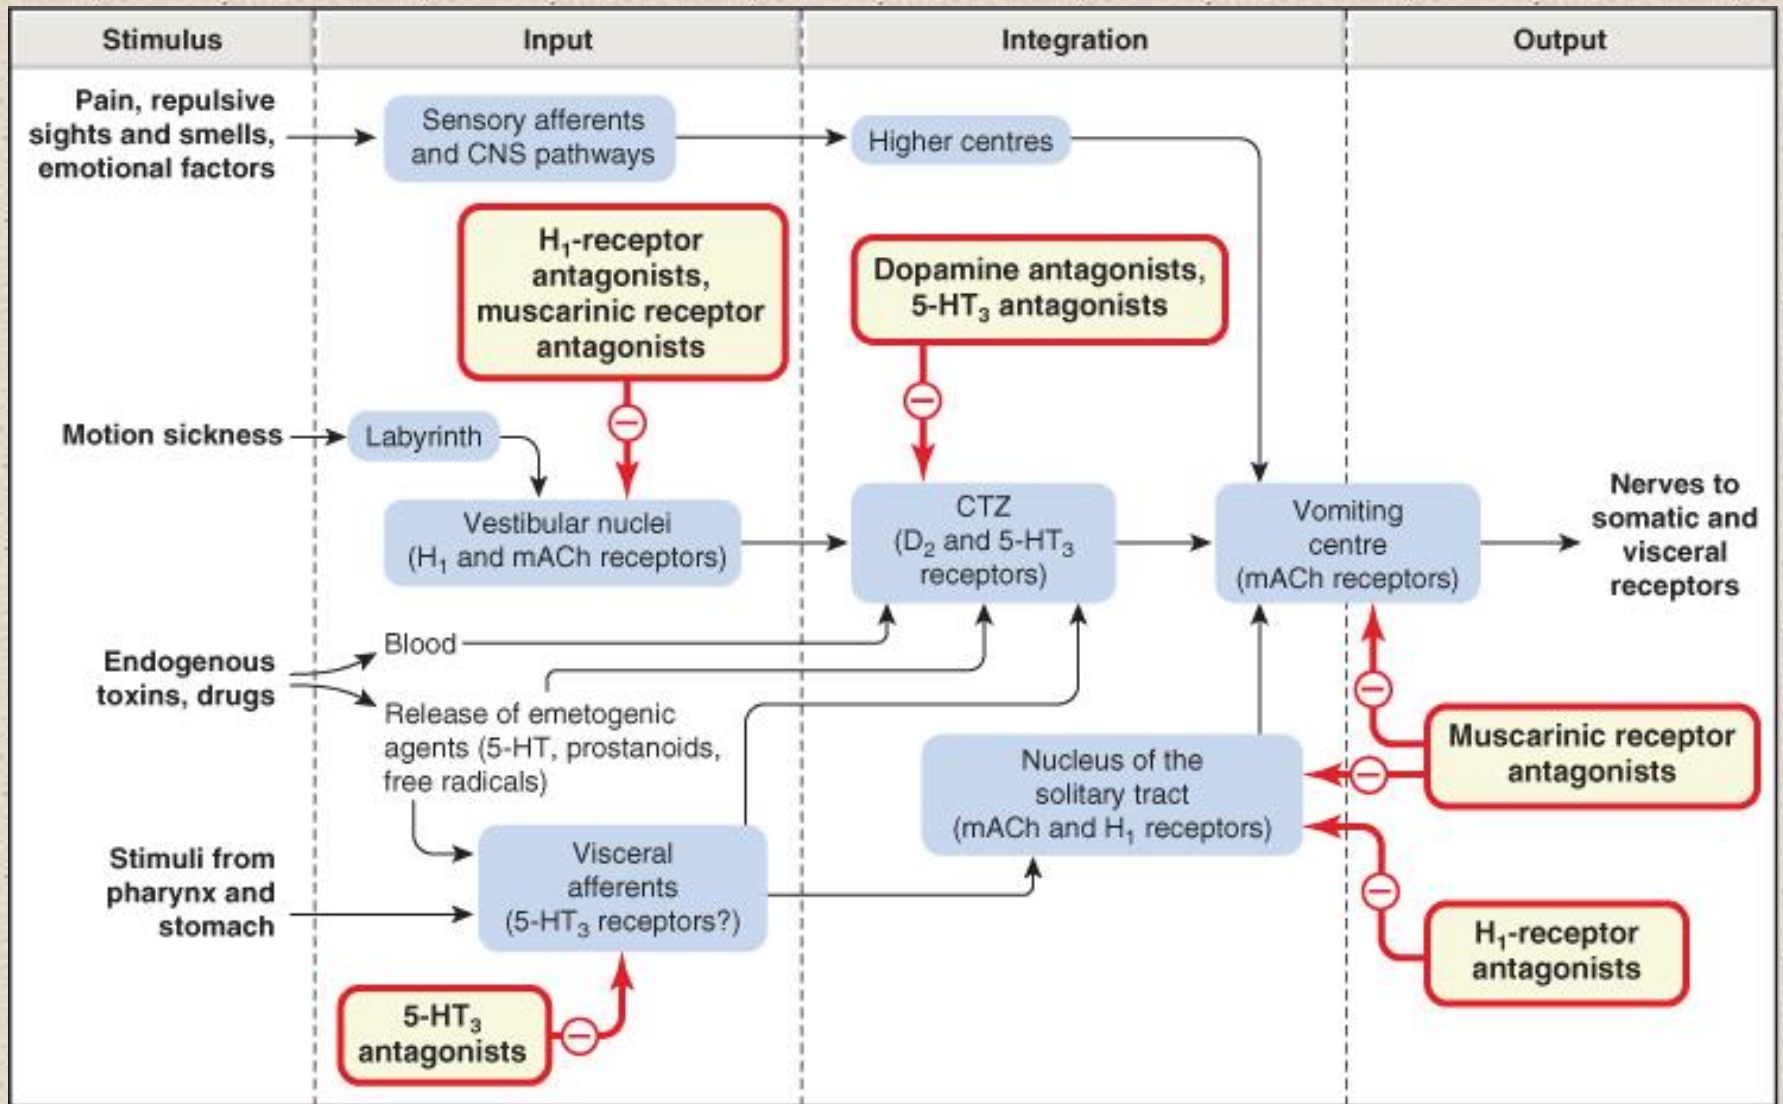 Stimulus
Input
Integration
Output
Pain, repulsive
sights and smells,
emotional factors
Sensory afferents
and CNS pathways
Higher centres
H₁-receptor
antagonists,
muscarinic receptor
antagonists
Dopamine antagonists,
5-HT₃ antagonists
Motion sickness
Labyrinth
Vestibular nuclei
(H₁ and mACh receptors)
CTZ
(D₂ and 5-HT₃
receptors)
Vomiting
centre
(mACh receptors)
Nerves to
somatic and
visceral
receptors
Endogenous
toxins, drugs
Blood
Release of emetogenic
agents (5-HT, prostanoids,
free radicals)
Nucleus of the
solitary tract
(mACh and H₁ receptors)
Muscarinic receptor
antagonists
Stimuli from
pharynx and
stomach
Visceral
afferents
(5-HT₃ receptors?)
H₁-receptor
antagonists
5-HT₃
antagonists